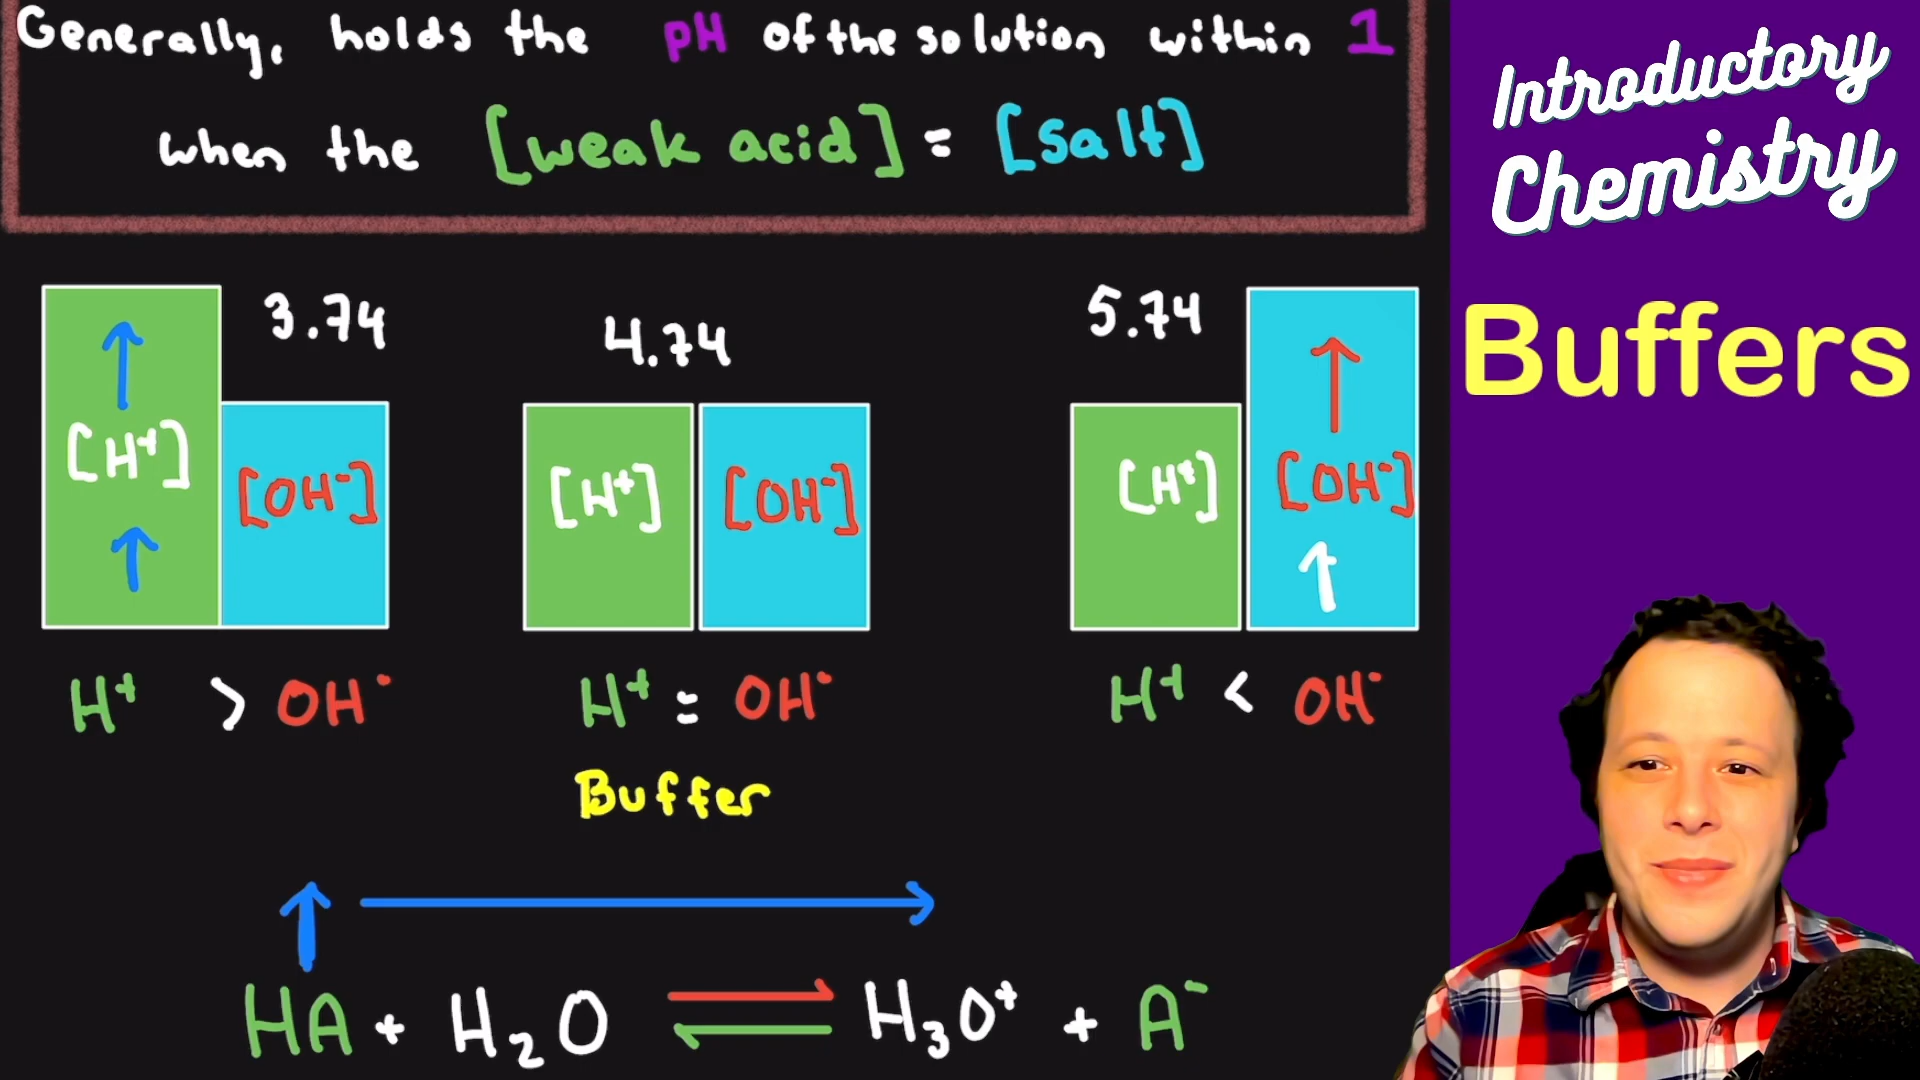 Generally, holds the pH of the solution within 1
when the [weak acid] = [salt]
Introductory
Chemistry
Buffers
3.74
4.74
5.74
[H⁺] [OH⁻]
[H⁺] [OH⁻]
[H⁺] [OH⁻]
H⁺ > OH⁻
H⁺ = OH⁻
H⁺ < OH⁻
Buffer
HA + H₂O ⇌ H₃O⁺ + A⁻